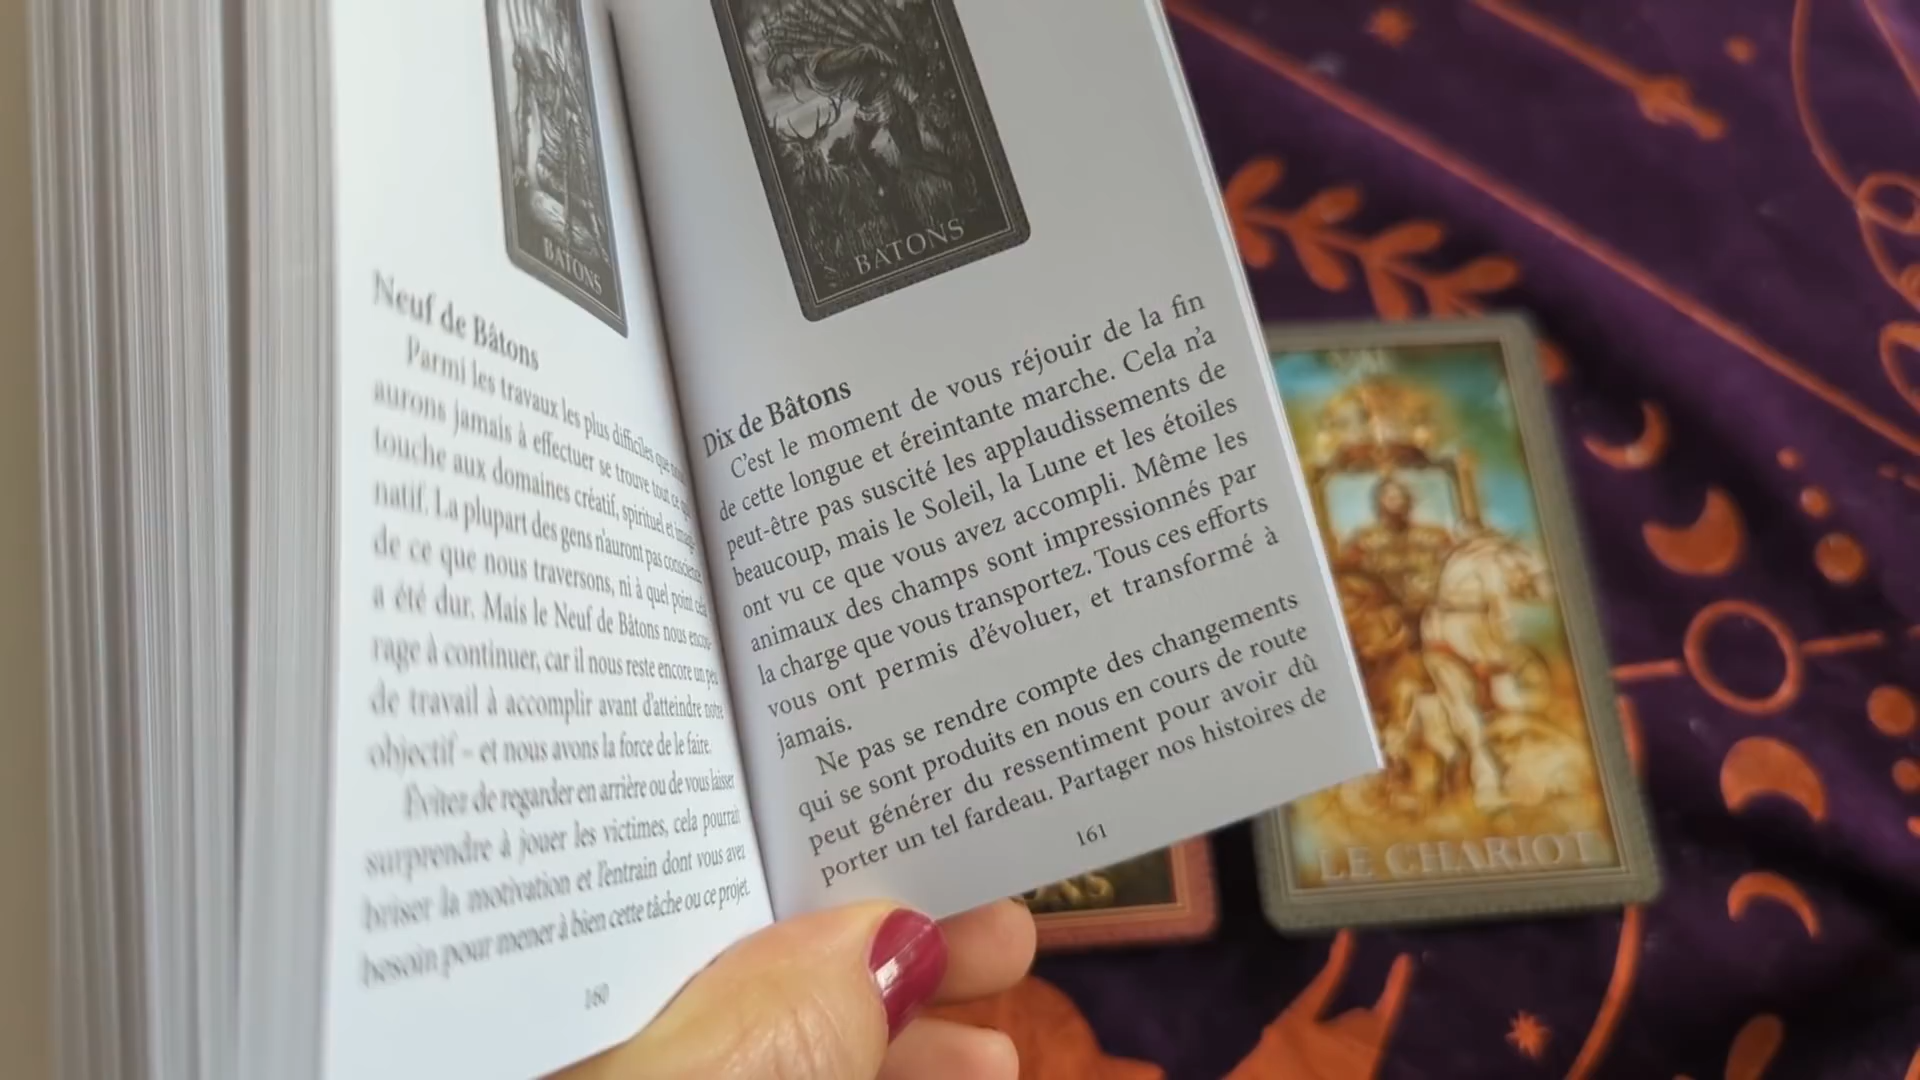 BATONS
Neuf de Bâtons
Parmi les travaux les plus difficiles que nous
aurons jamais à effectuer se trouve tout ce qui
touche aux domaines créatif, spirituel et imagi-
natif. La plupart des gens n'auront pas conscience
de ce que nous traversons, ni à quel point cela
a été dur. Mais le Neuf de Bâtons nous encou-
rage à continuer, car il nous reste encore un peu
de travail à accomplir avant d'atteindre notre
objectif – et nous avons la force de le faire.
Évitez de regarder en arrière ou de vous laisser
surprendre à jouer les victimes, cela pourrait
briser la motivation et l'entrain dont vous avez
besoin pour mener à bien cette tâche ou ce projet.
160
BATONS
Dix de Bâtons
C'est le moment de vous réjouir de la fin
de cette longue et éreintante marche. Cela n'a
peut-être pas suscité les applaudissements de
beaucoup, mais le Soleil, la Lune et les étoiles
ont vu ce que vous avez accompli. Même les
animaux des champs sont impressionnés par
la charge que vous transportez. Tous ces efforts
vous ont permis d'évoluer, et transformé à
jamais.
Ne pas se rendre compte des changements
qui se sont produits en nous en cours de route
peut générer du ressentiment pour avoir dû
porter un tel fardeau. Partager nos histoires de
161
LE CHARIOT